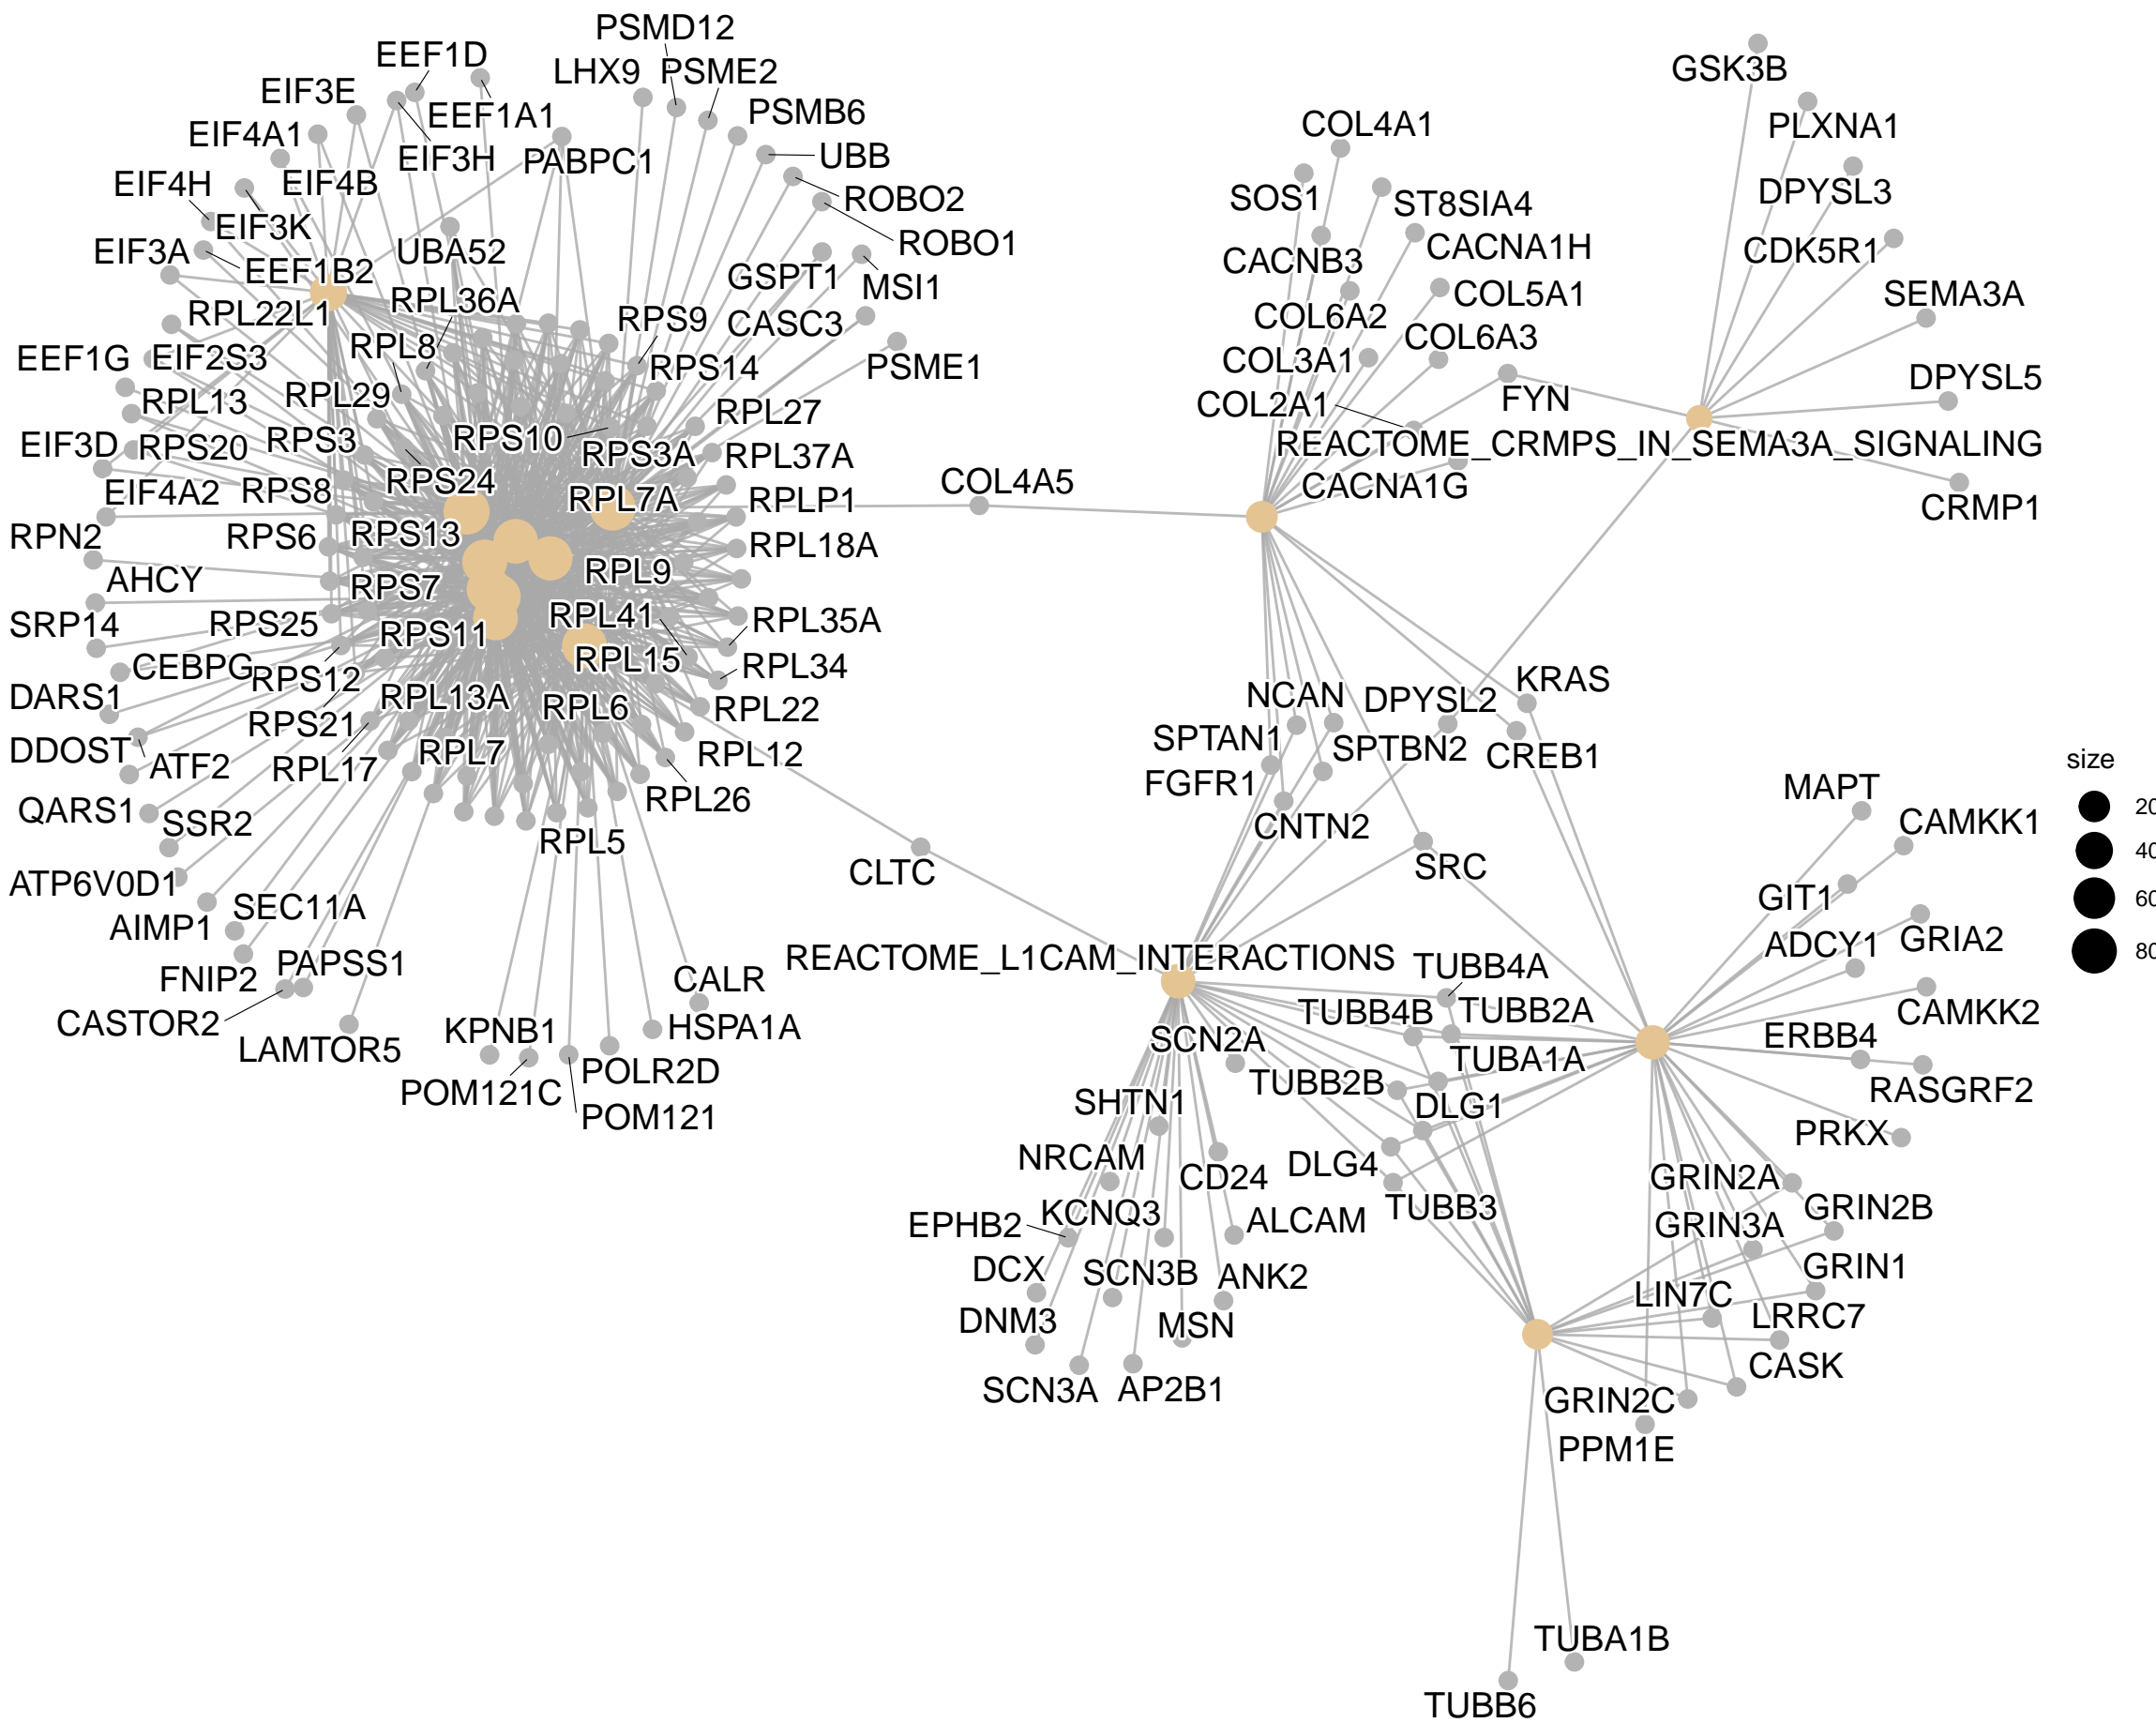 PSMD12
EEF1D
LHX9
PSME2
GSK3B
EIF3E
EEF1A1
PSMB6
PLXNA1
COL4A1
EIF4A1
EIF3H
PABPC1
UBB
EIF4H
EIF4B
ROBO2
SOS1
ST8SIA4
DPYSL3
EIF3K
ROBO1
CACNA1H
EIF3A
EEF1B2
UBA52
GSPT1
MSI1
CACNB3
CDK5R1
RPL22L1
RPL36A
RPS9
CASC3
COL6A2
COL5A1
SEMA3A
EEF1G
EIF2S3
RPL8
RPS14
PSME1
COL3A1
COL6A3
RPL13
RPL29
RPL27
COL2A1
FYN
DPYSL5
EIF3D
RPS20
RPS3
RPS10
RPS3A
RPL37A
REACTOME_CRMPS_IN_SEMA3A_SIGNALING
EIF4A2
RPS8
RPS24
RPL7A
RPLP1
COL4A5
CACNA1G
CRMP1
RPN2
RPS6
RPS13
RPL18A
AHCY
RPS7
RPL9
SRP14
RPS25
RPS11
RPL41
RPL35A
CEBPG
RPS12
RPL15
RPL34
DARS1
RPS21
RPL13A
RPL6
RPL22
NCAN
DPYSL2
KRAS
DDOST
ATF2
RPL17
RPL7
RPL12
SPTAN1
SPTBN2
CREB1
size
QARS1
SSR2
RPL26
FGFR1
MAPT
20
RPL5
CNTN2
CAMKK1
40
ATP6V0D1
CLTC
SRC
GIT1
60
AIMP1
SEC11A
ADCY1
GRIA2
80
FNIP2
PAPSS1
CALR
REACTOME_L1CAM_INTERACTIONS
TUBB4A
CASTOR2
KPNB1
HSPA1A
TUBB4B
TUBB2A
CAMKK2
LAMTOR5
POLR2D
SCN2A
TUBA1A
ERBB4
POM121C
POM121
SHTN1
TUBB2B
DLG1
RASGRF2
PRKX
NRCAM
CD24
DLG4
GRIN2A
EPHB2
KCNQ3
ALCAM
TUBB3
GRIN3A
GRIN2B
DCX
SCN3B
ANK2
GRIN1
DNM3
MSN
LIN7C
LRRC7
SCN3A
AP2B1
CASK
GRIN2C
PPM1E
TUBA1B
TUBB6